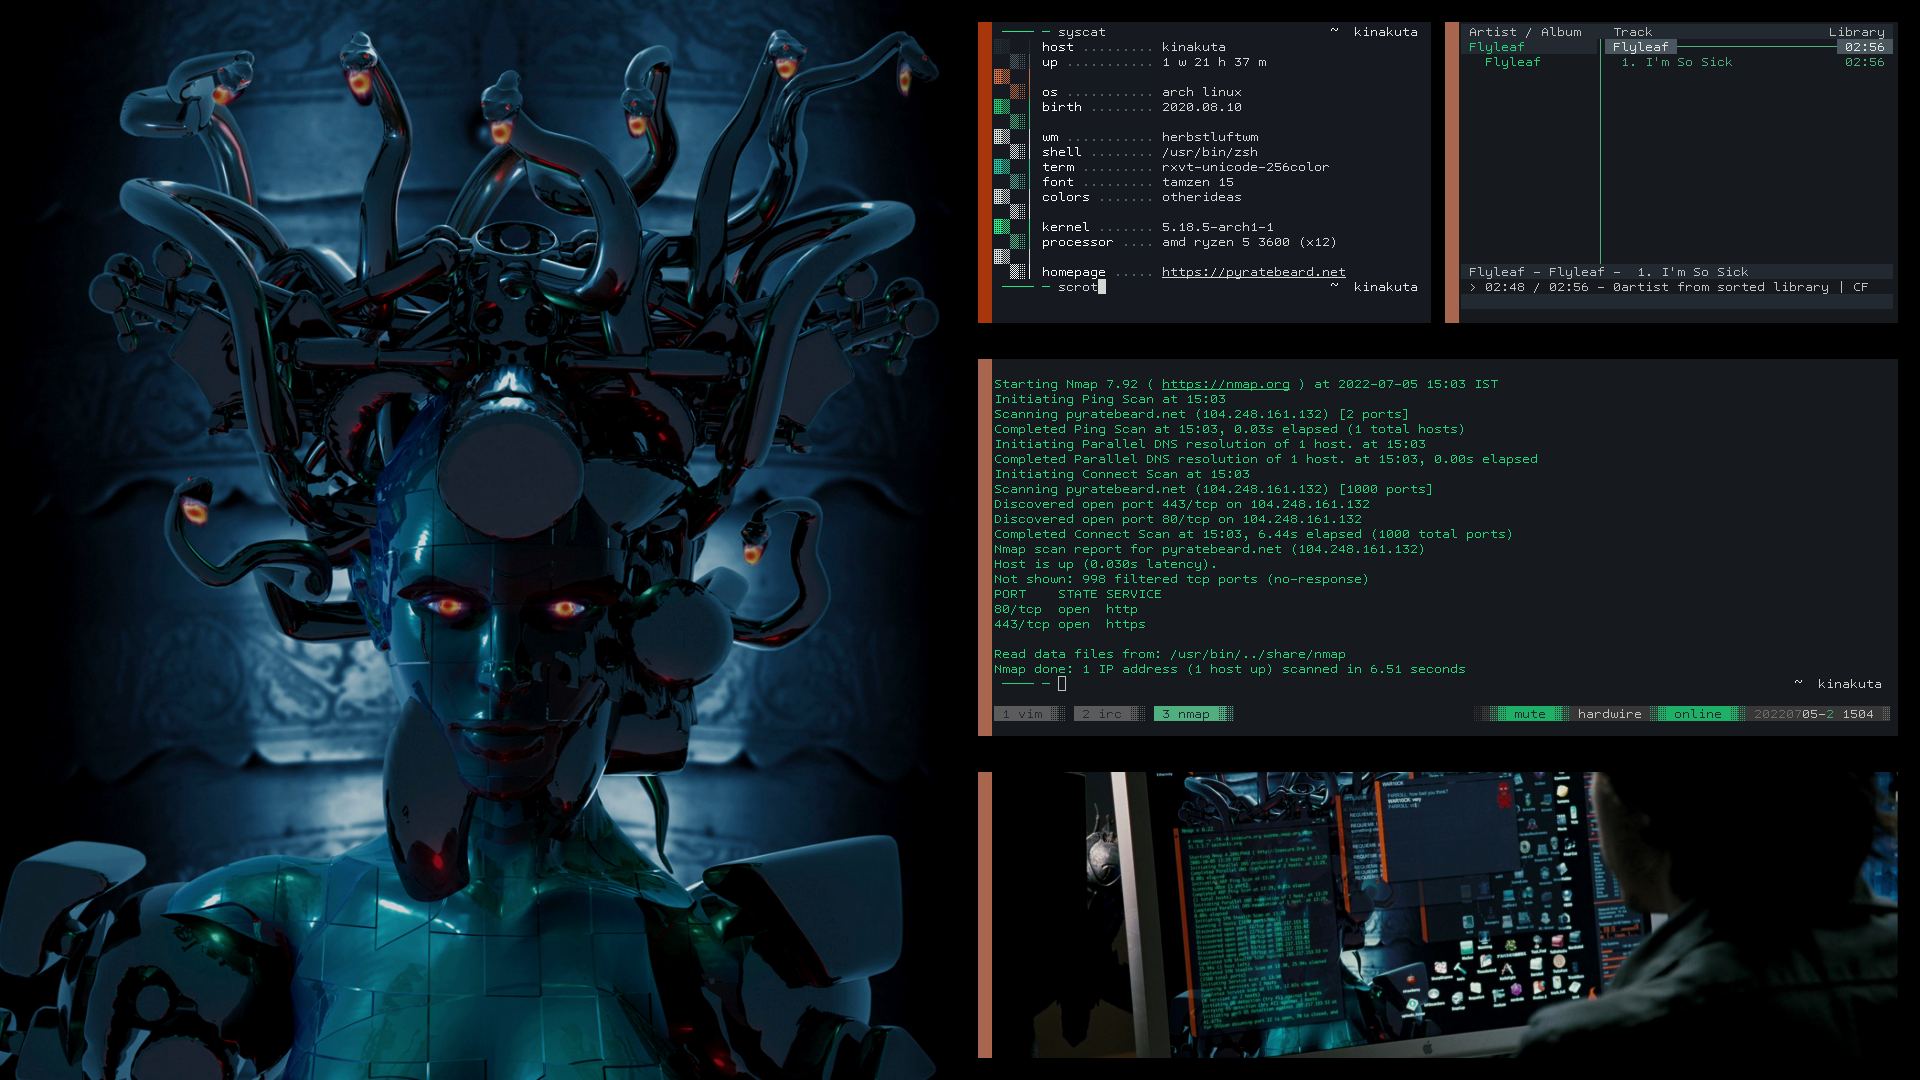 syscat ~ kinakuta
host ......... kinakuta
up ........... 1 w 21 h 37 m
os ........... arch linux
birth ........ 2020.08.10
wm ........... herbstluftwm
shell ........ /usr/bin/zsh
term ......... rxvt-unicode-256color
font ......... tamzen 15
colors ....... otherideas
kernel ....... 5.18.5-arch1-1
processor .... amd ryzen 5 3600 (x12)
homepage ..... https://pyratebeard.net
scrot ~ kinakuta
Artist / Album Track Library
Flyleaf Flyleaf 02:56
Flyleaf 1. I'm So Sick 02:56
Flyleaf - Flyleaf - 1. I'm So Sick
> 02:48 / 02:56 - 0artist from sorted library | CF
Starting Nmap 7.92 ( https://nmap.org ) at 2022-07-05 15:03 IST
Initiating Ping Scan at 15:03
Scanning pyratebeard.net (104.248.161.132) [2 ports]
Completed Ping Scan at 15:03, 0.03s elapsed (1 total hosts)
Initiating Parallel DNS resolution of 1 host. at 15:03
Completed Parallel DNS resolution of 1 host. at 15:03, 0.00s elapsed
Initiating Connect Scan at 15:03
Scanning pyratebeard.net (104.248.161.132) [1000 ports]
Discovered open port 443/tcp on 104.248.161.132
Discovered open port 80/tcp on 104.248.161.132
Completed Connect Scan at 15:03, 6.44s elapsed (1000 total ports)
Nmap scan report for pyratebeard.net (104.248.161.132)
Host is up (0.030s latency).
Not shown: 998 filtered tcp ports (no-response)
PORT STATE SERVICE
80/tcp open http
443/tcp open https
Read data files from: /usr/bin/../share/nmap
Nmap done: 1 IP address (1 host up) scanned in 6.51 seconds
~ kinakuta
1 vim 2 irc 3 nmap mute hardwire online 20220705-2 1504
WAR10CK very